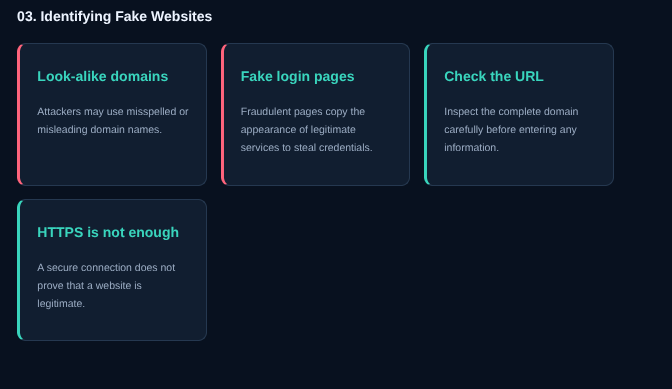 03. Identifying Fake Websites
Look-alike domains
Attackers may use misspelled or
misleading domain names.
Fake login pages
Fraudulent pages copy the
appearance of legitimate
services to steal credentials.
Check the URL
Inspect the complete domain
carefully before entering any
information.
HTTPS is not enough
A secure connection does not
prove that a website is
legitimate.